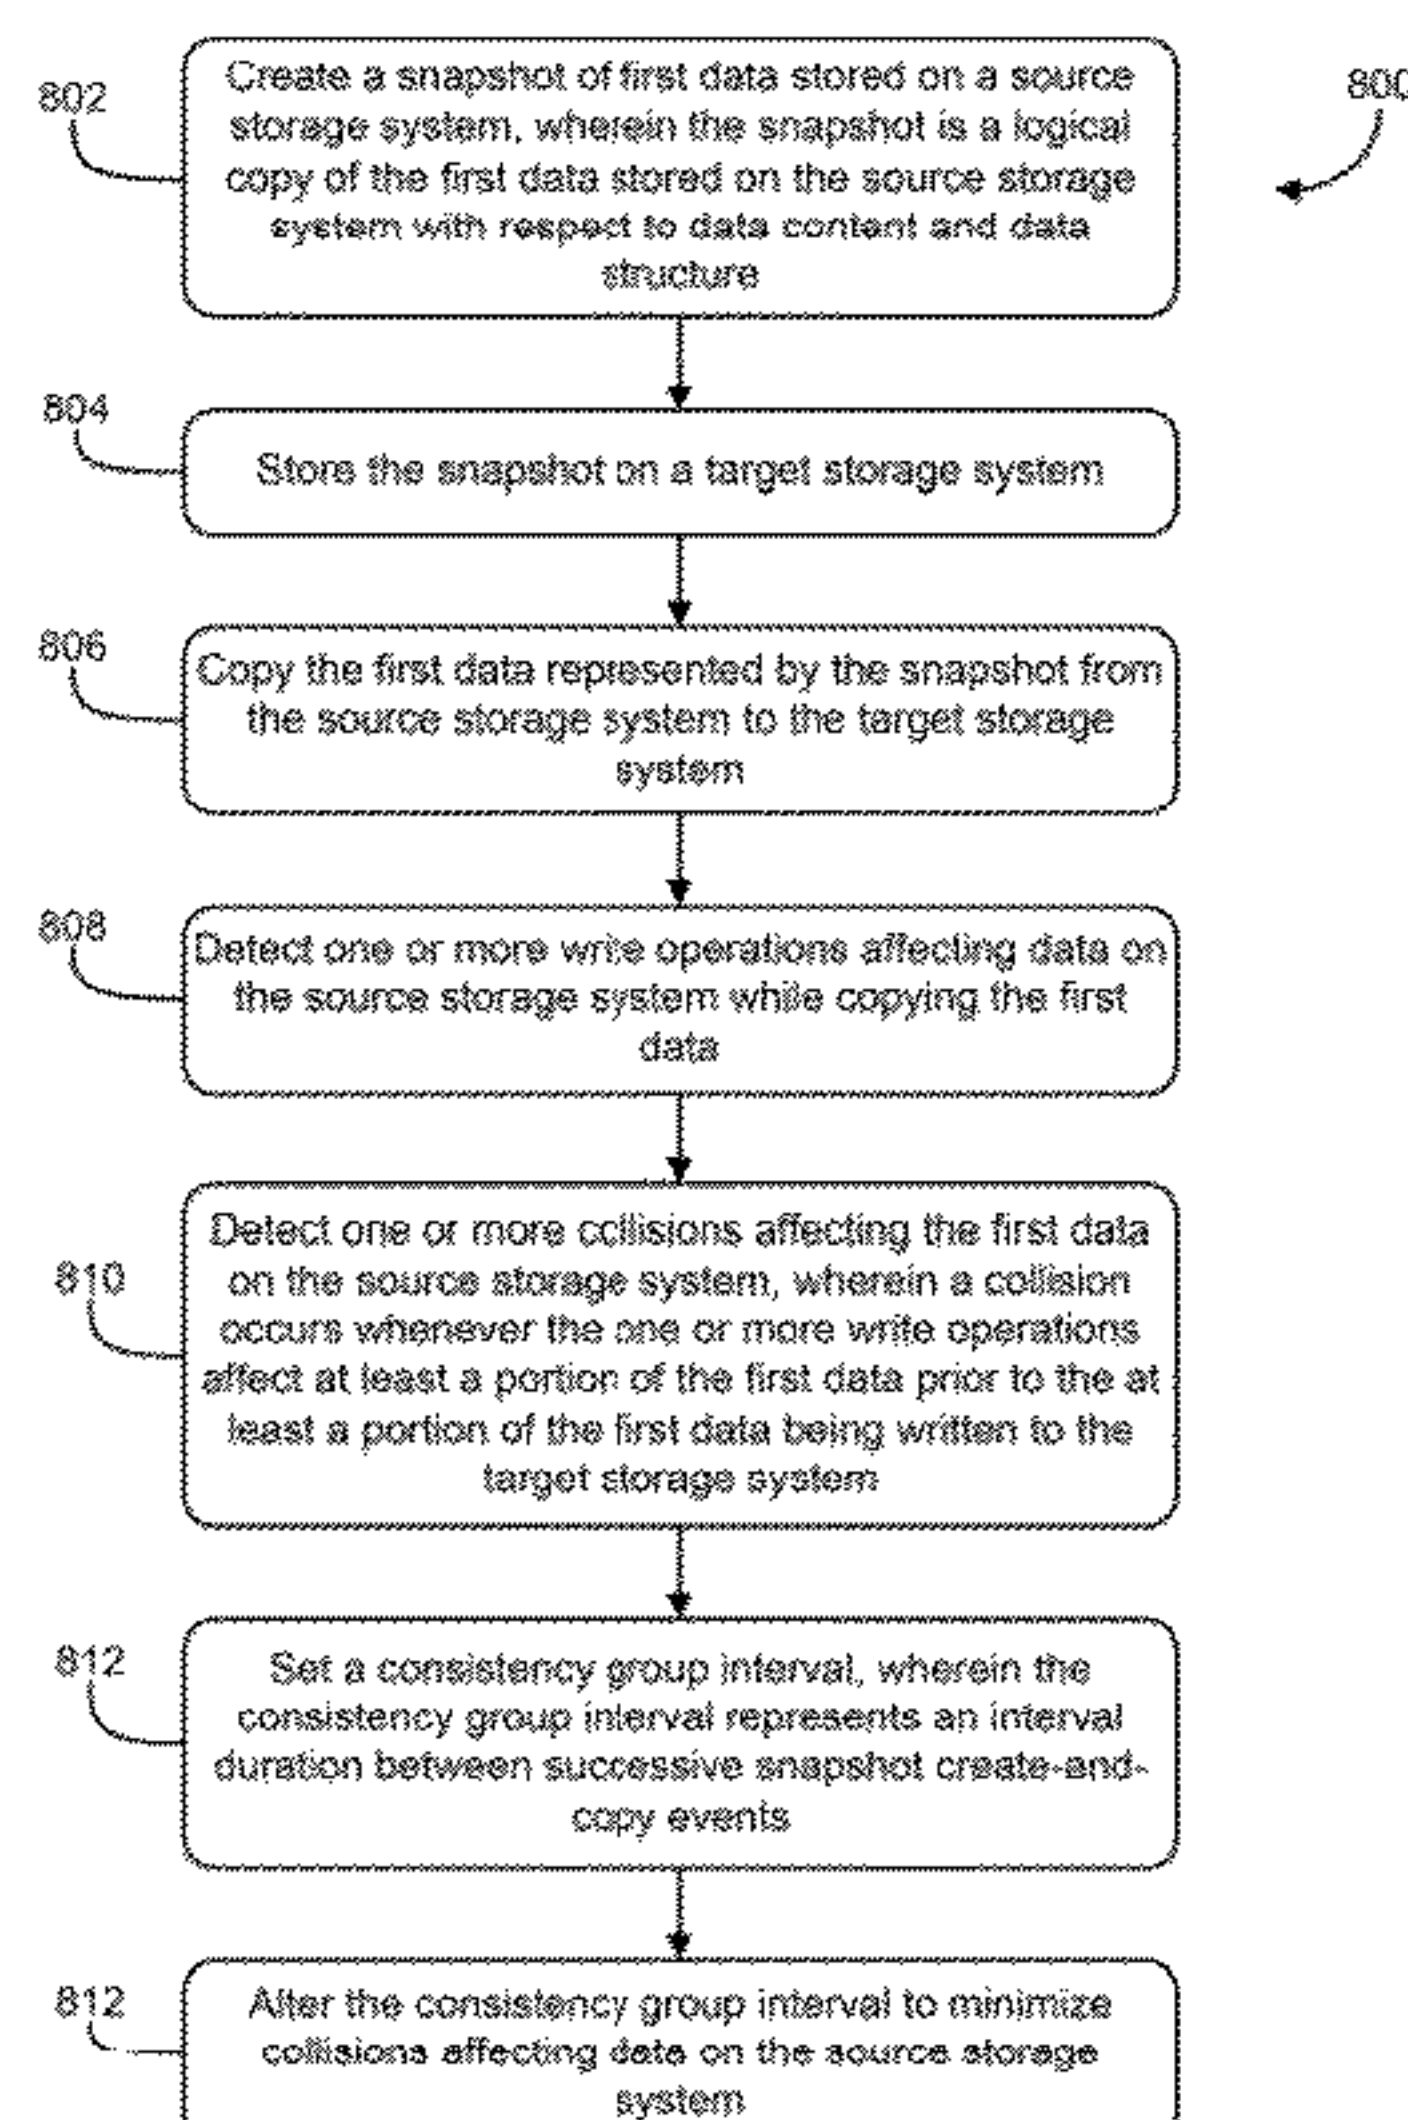 800
802
Create a snapshot of first data stored on a source
storage system, wherein the snapshot is a logical
copy of the first data stored on the source storage
system with respect to data content and data
structure
804
Store the snapshot on a target storage system
806
Copy the first data represented by the snapshot from
the source storage system to the target storage
system
808
Detect one or more write operations affecting data on
the source storage system while copying the first
data
810
Detect one or more collisions affecting the first data
on the source storage system, wherein a collision
occurs whenever the one or more write operations
affect at least a portion of the first data prior to the at
least a portion of the first data being written to the
target storage system
812
Set a consistency group interval, wherein the
consistency group interval represents an interval
duration between successive snapshot create-and-
copy events
812
Alter the consistency group interval to minimize
collisions affecting data on the source storage
system